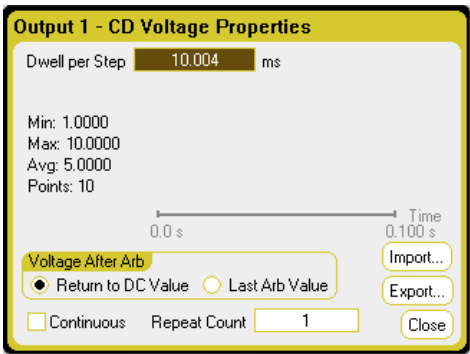 Output 1 - CD Voltage Properties
Dwell per Step 10.004 ms
Min: 1.0000
Max: 10.0000
Avg: 5.0000
Points: 10
Time
0.0 s 0.100 s
Voltage After Arb
Return to DC Value Last Arb Value
Import...
Export...
Continuous Repeat Count 1 Close